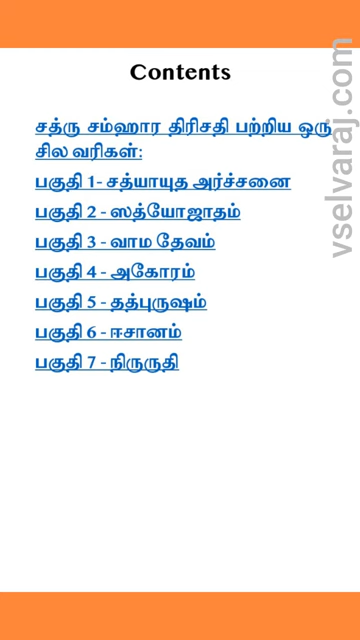 Contents
சத்ரு சம்ஹார திரிசதி பற்றிய ஒரு
சில வரிகள்:
பகுதி 1- சத்யாயுத அர்ச்சனை
பகுதி 2 - ஸத்யோஜாதம்
பகுதி 3 - வாம தேவம்
பகுதி 4 - அகோரம்
பகுதி 5 - தத்புருஷம்
பகுதி 6 - ஈசானம்
பகுதி 7 - நிருருதி
vselvaraj.com